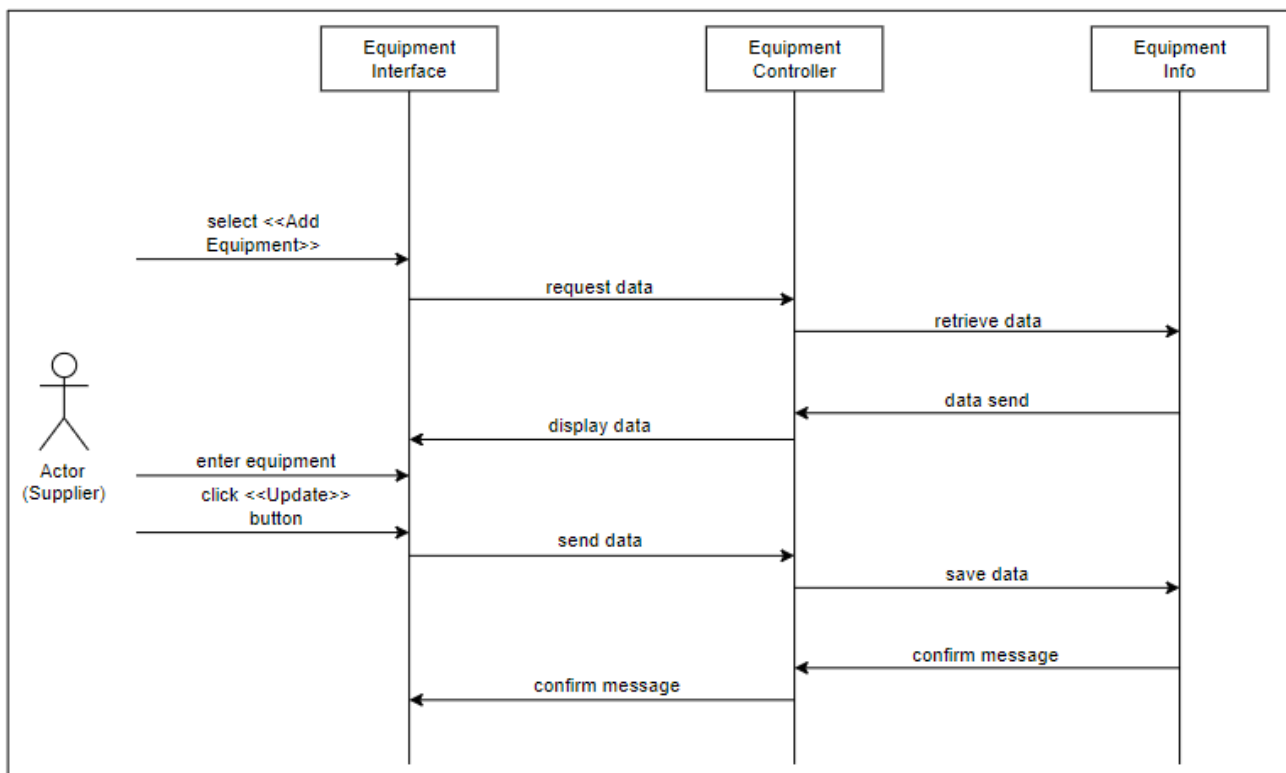 Equipment
Interface
Equipment
Controller
Equipment
Info
select <<Add
Equipment>>
request data
retrieve data
data send
display data
Actor
(Supplier)
enter equipment
click <<Update>>
button
send data
save data
confirm message
confirm message